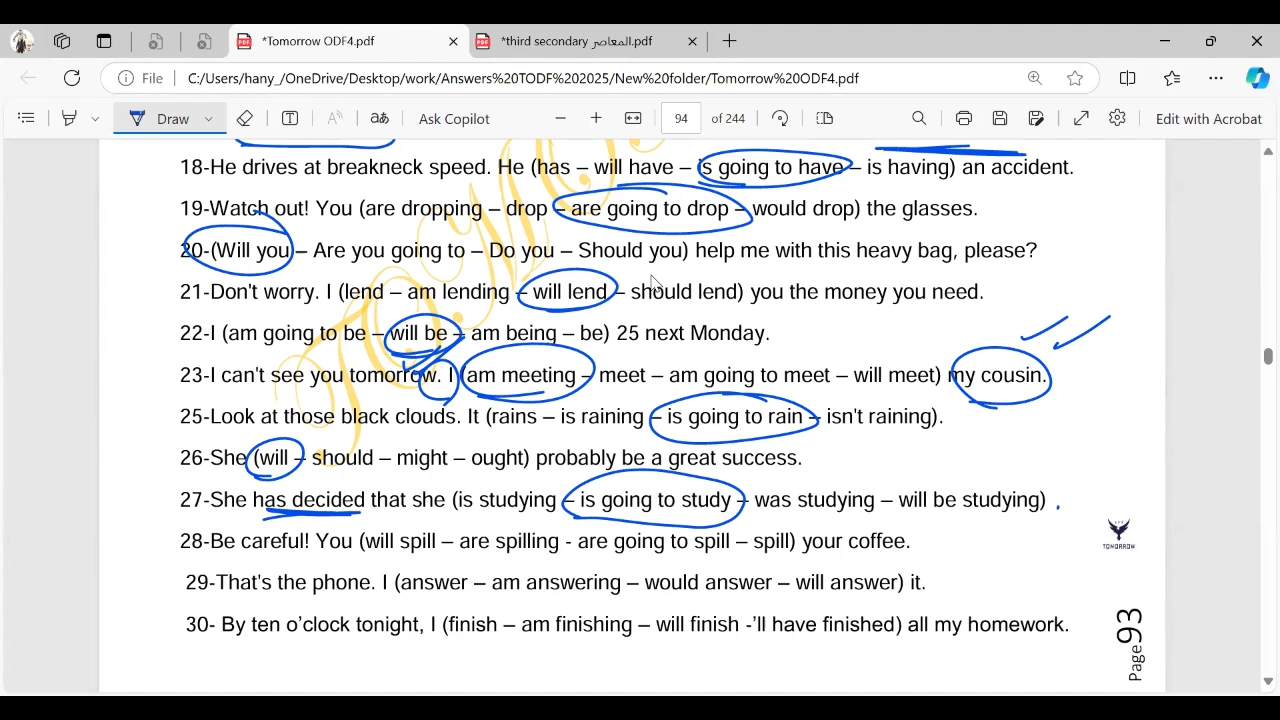 *Tomorrow ODF4.pdf
*third secondary المعاصر.pdf
File
C:/Users/hany_/OneDrive/Desktop/work/Answers%20TODF%202025/New%20folder/Tomorrow%20ODF4.pdf
Draw
aあ
Ask Copilot
94 of 244
Edit with Acrobat
18-He drives at breakneck speed. He (has – will have – is going to have – is having) an accident.
19-Watch out! You (are dropping – drop – are going to drop – would drop) the glasses.
20-(Will you – Are you going to – Do you – Should you) help me with this heavy bag, please?
21-Don't worry. I (lend – am lending – will lend – should lend) you the money you need.
22-I (am going to be – will be – am being – be) 25 next Monday.
23-I can't see you tomorrow. I (am meeting – meet – am going to meet – will meet) my cousin.
25-Look at those black clouds. It (rains – is raining – is going to rain – isn't raining).
26-She (will – should – might – ought) probably be a great success.
27-She has decided that she (is studying – is going to study – was studying – will be studying) .
28-Be careful! You (will spill – are spilling - are going to spill – spill) your coffee.
29-That's the phone. I (answer – am answering – would answer – will answer) it.
30- By ten o’clock tonight, I (finish – am finishing – will finish -’ll have finished) all my homework.
TOMORROW
Page93